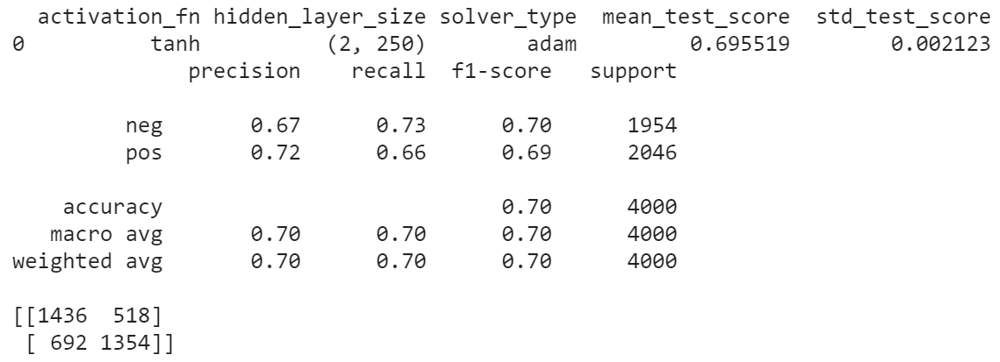 activation_fn hidden_layer_size solver_type mean_test_score std_test_score
0 tanh (2, 250) adam 0.695519 0.002123
precision recall f1-score support
neg 0.67 0.73 0.70 1954
pos 0.72 0.66 0.69 2046
accuracy 0.70 4000
macro avg 0.70 0.70 0.70 4000
weighted avg 0.70 0.70 0.70 4000
[[1436 518]
[ 692 1354]]